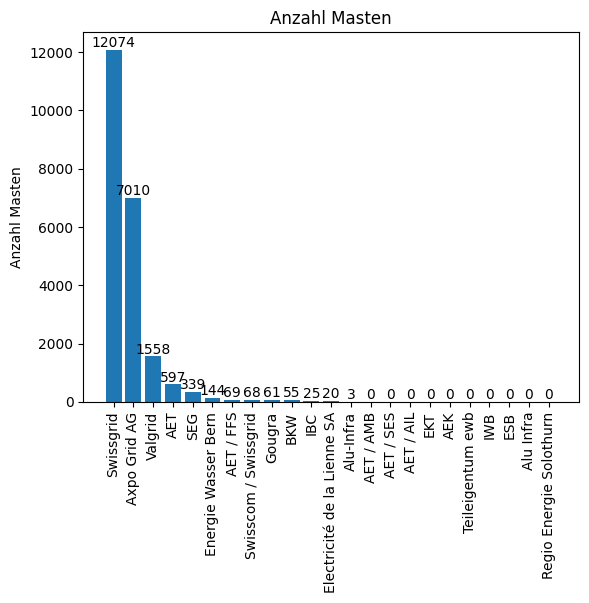 Anzahl Masten
Anzahl Masten
12000
10000
8000
6000
4000
2000
0
12074
7010
1558
597
339
144
69
68
61
55
25
20
3
0
0
0
0
0
0
0
0
0
0
Swissgrid
Axpo Grid AG
Valgrid
AET
SEG
Energie Wasser Bern
AET / FFS
Swisscom / Swissgrid
Gougra
BKW
IBC
Electricité de la Lienne SA
Alu-Infra
AET / AMB
AET / SES
AET / AIL
EKT
AEK
Teileigentum ewb
IWB
ESB
Alu Infra
Regio Energie Solothurn